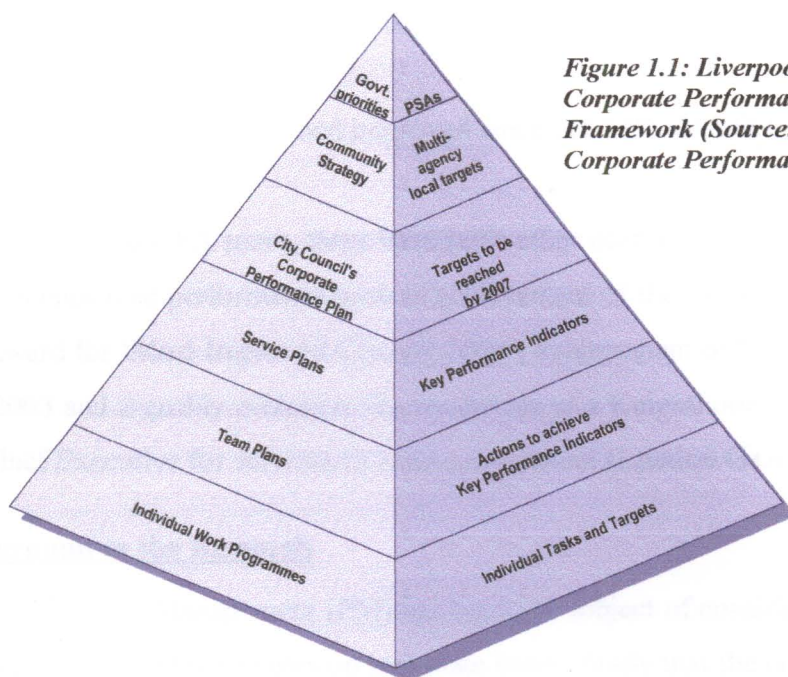 Figure 1.1: Liverpoo
Corporate Performa
Framework (Source
Corporate Performa
Govt.
priorities
PSAs
Community
Strategy
Multi-
agency
local targets
City Council's
Corporate
Performance Plan
Targets to be
reached
by 2007
Service Plans
Key Performance Indicators
Team Plans
Actions to achieve
Key Performance Indicators
Individual Work Programmes
Individual Tasks and Targets